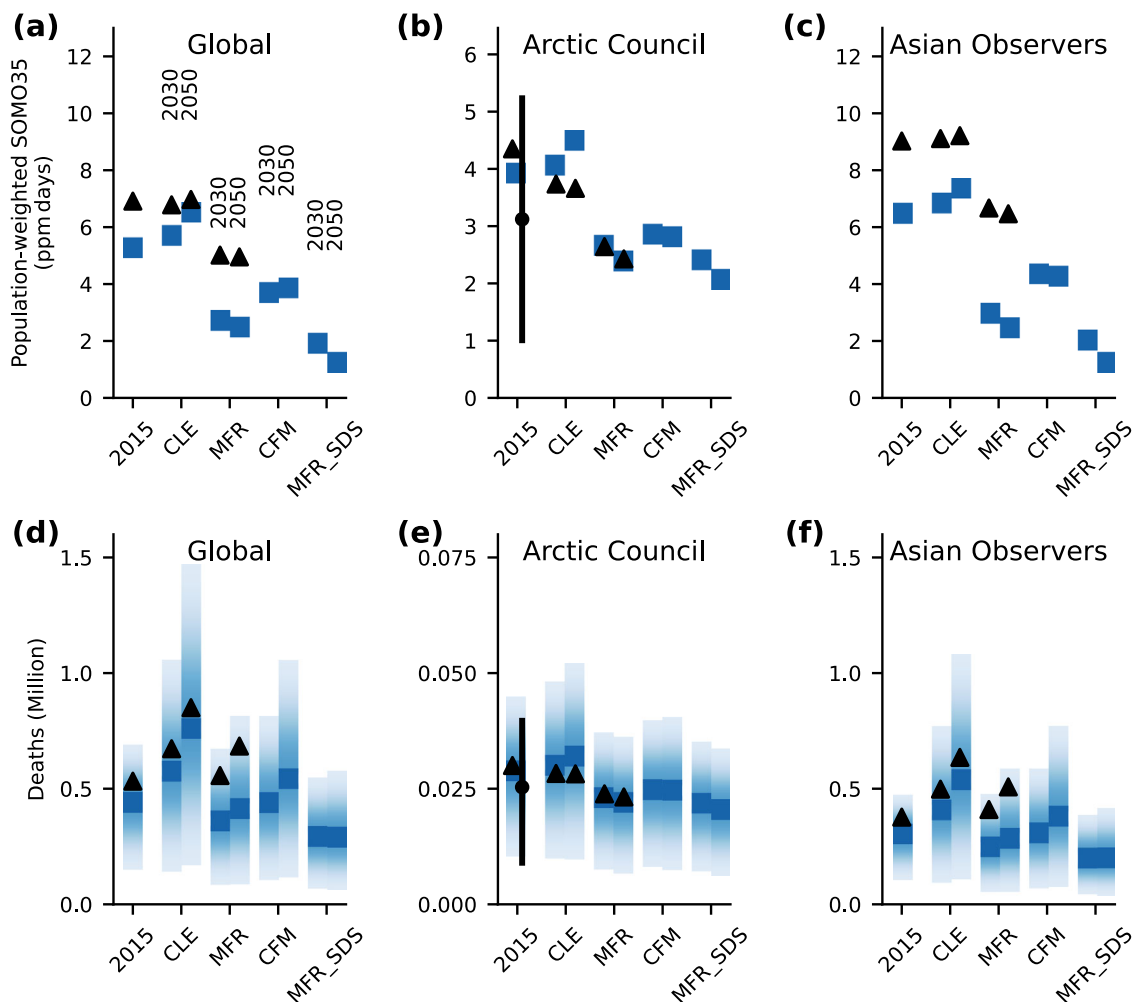 (a)
Global
(b)
Arctic Council
(c)
Asian Observers
Population-weighted SOMO35
(ppm days)
12
10
8
6
4
2
0
2030
2050
2030
2050
2030
2050
2030
2050
6
5
4
3
2
1
0
12
10
8
6
4
2
0
2015
CLE
MFR
CFM
MFR_SDS
2015
CLE
MFR
CFM
MFR_SDS
2015
CLE
MFR
CFM
MFR_SDS
(d)
Global
(e)
Arctic Council
(f)
Asian Observers
Deaths (Million)
1.5
1.0
0.5
0.0
0.075
0.050
0.025
0.000
1.5
1.0
0.5
0.0
2015
CLE
MFR
CFM
MFR_SDS
2015
CLE
MFR
CFM
MFR_SDS
2015
CLE
MFR
CFM
MFR_SDS